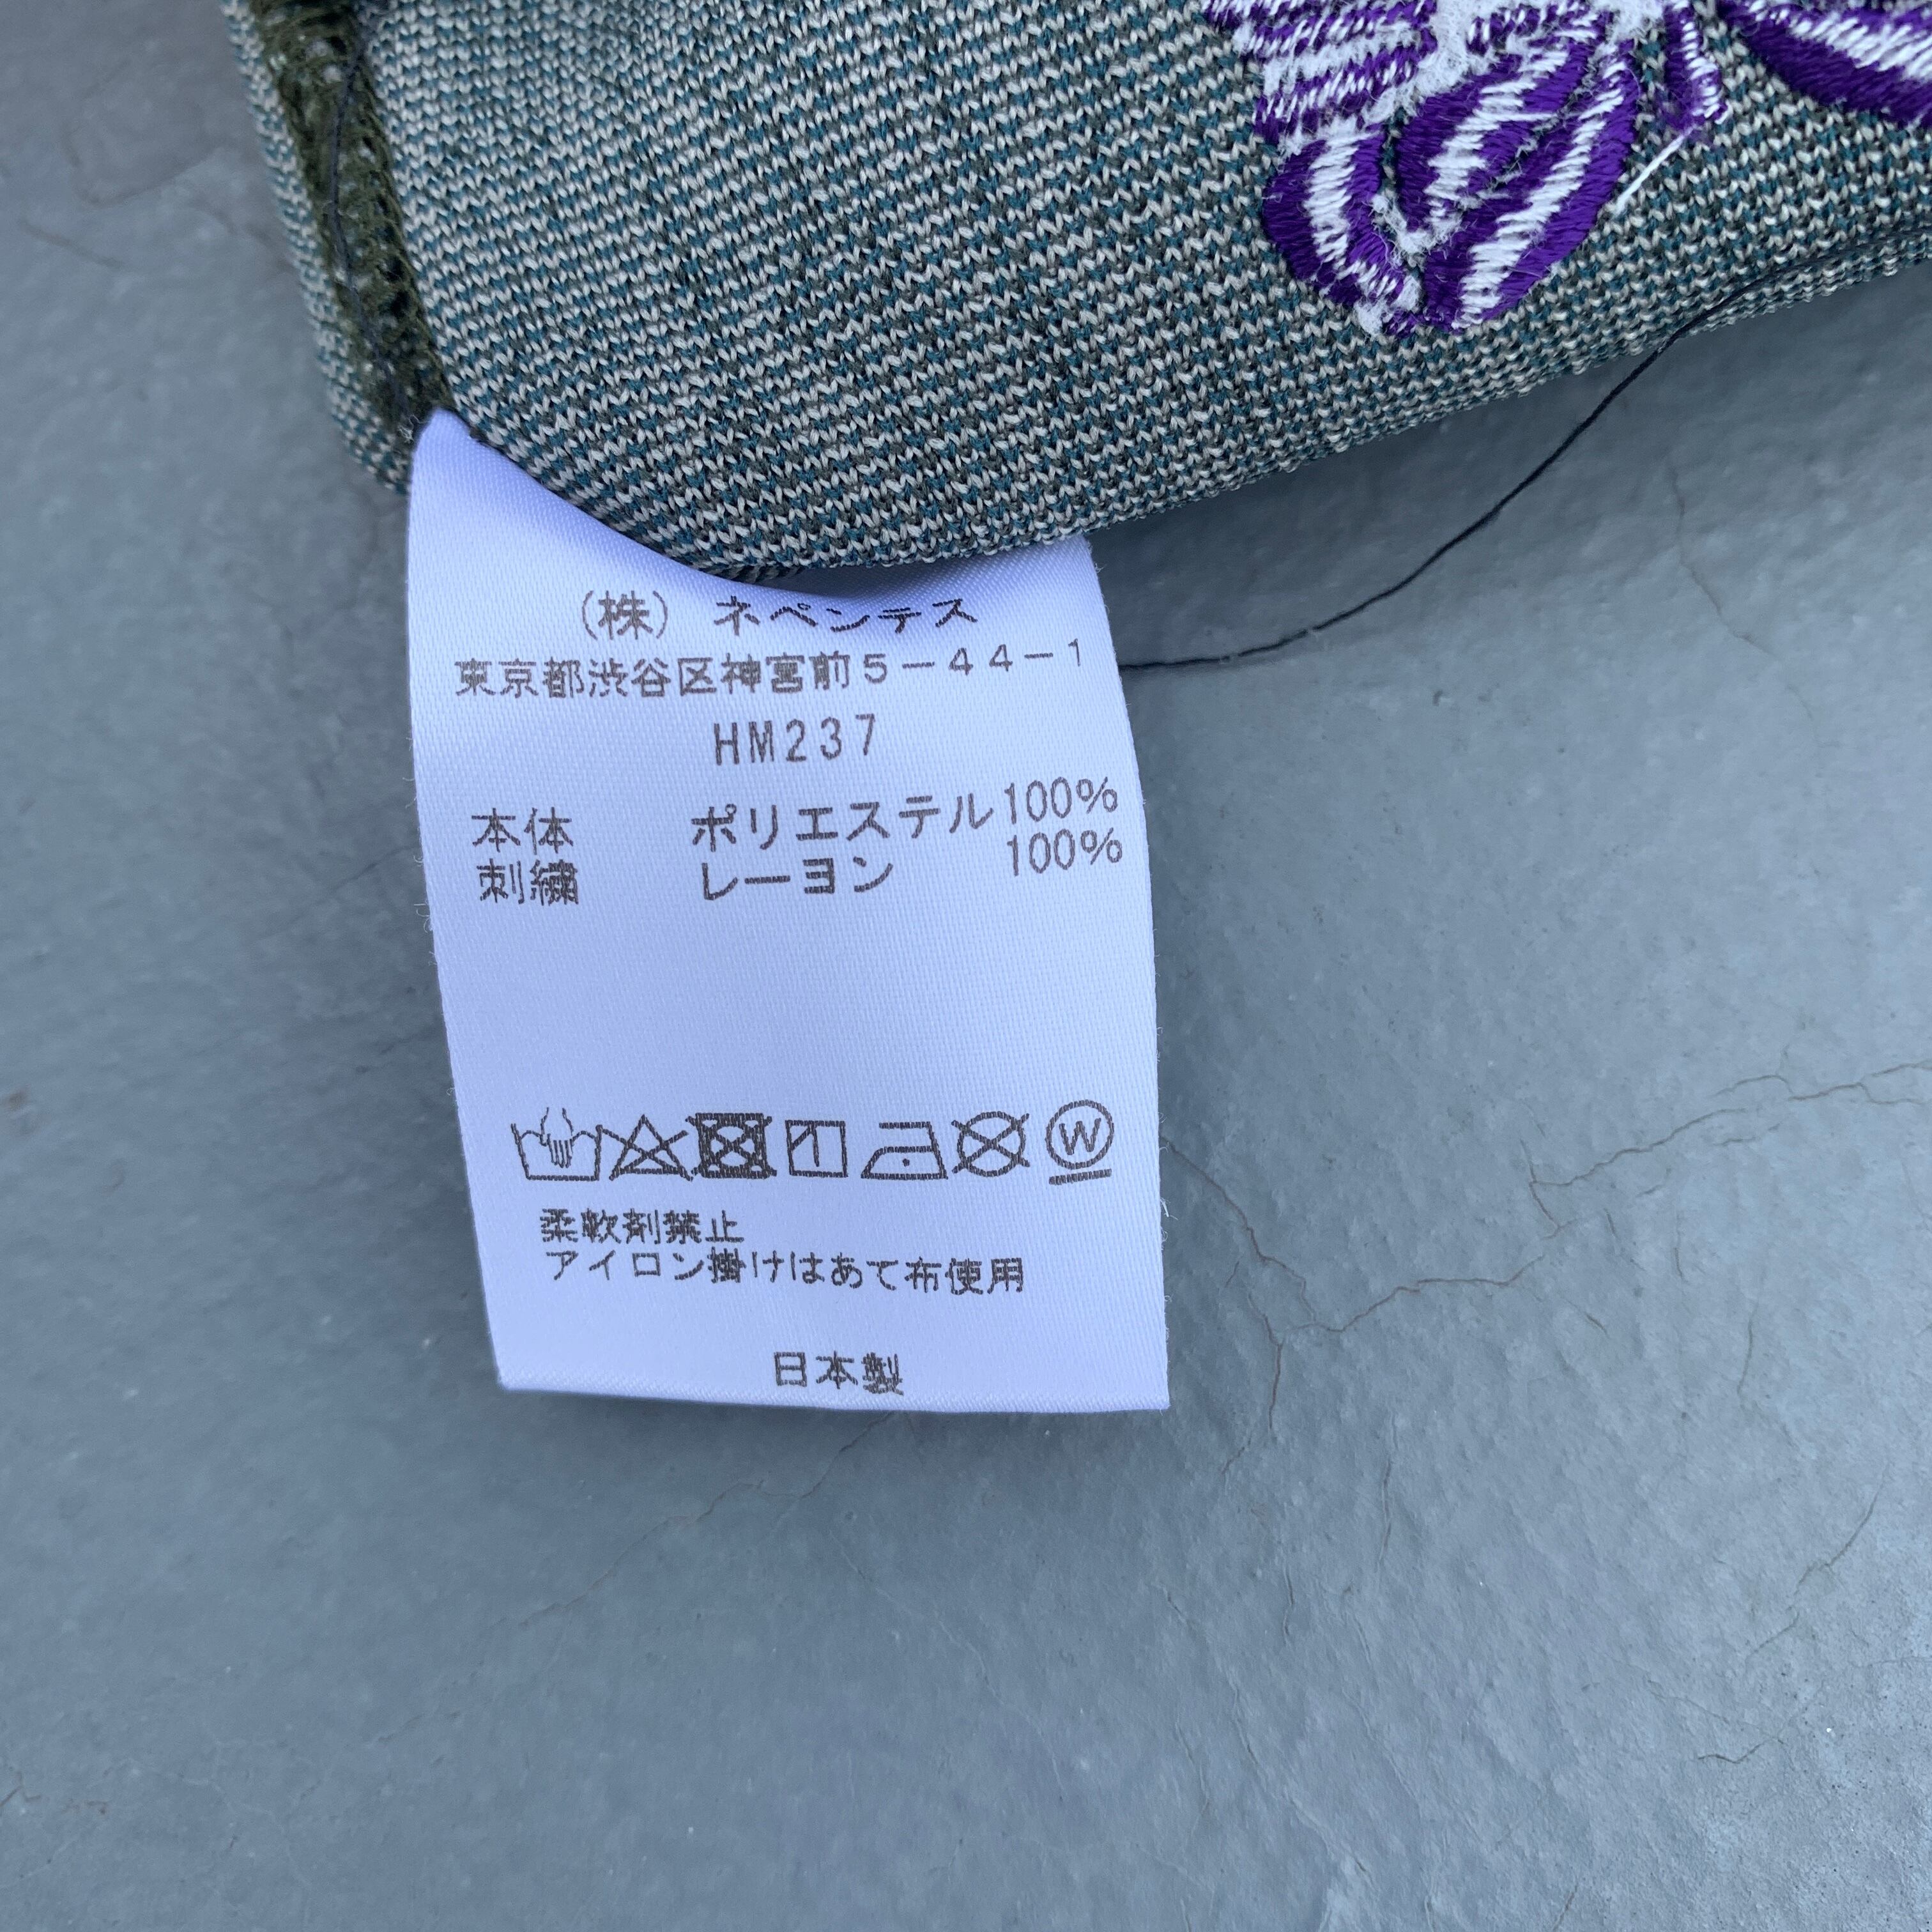 (株) ネペンテス
東京都渋谷区神宮前5-44-1
HM237
本体 ポリエステル100%
刺繍 レーヨン 100%
W
柔軟剤禁止
アイロン掛けはあて布使用
日本製